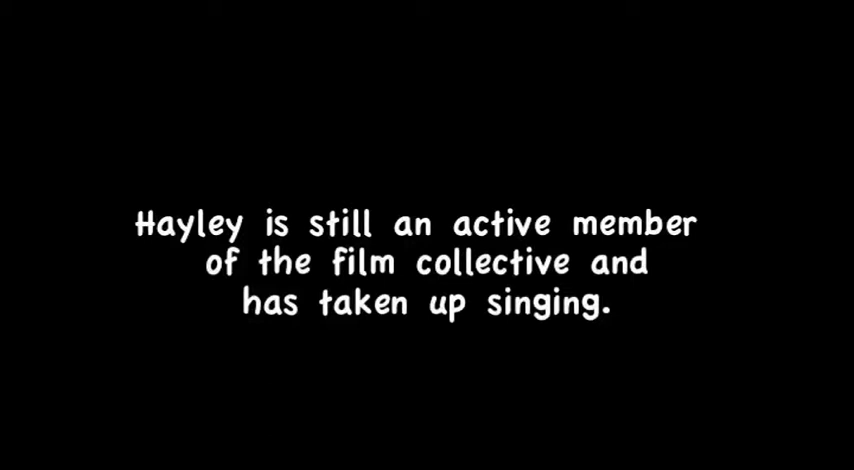 Hayley is still an active member
of the film collective and
has taken up singing.